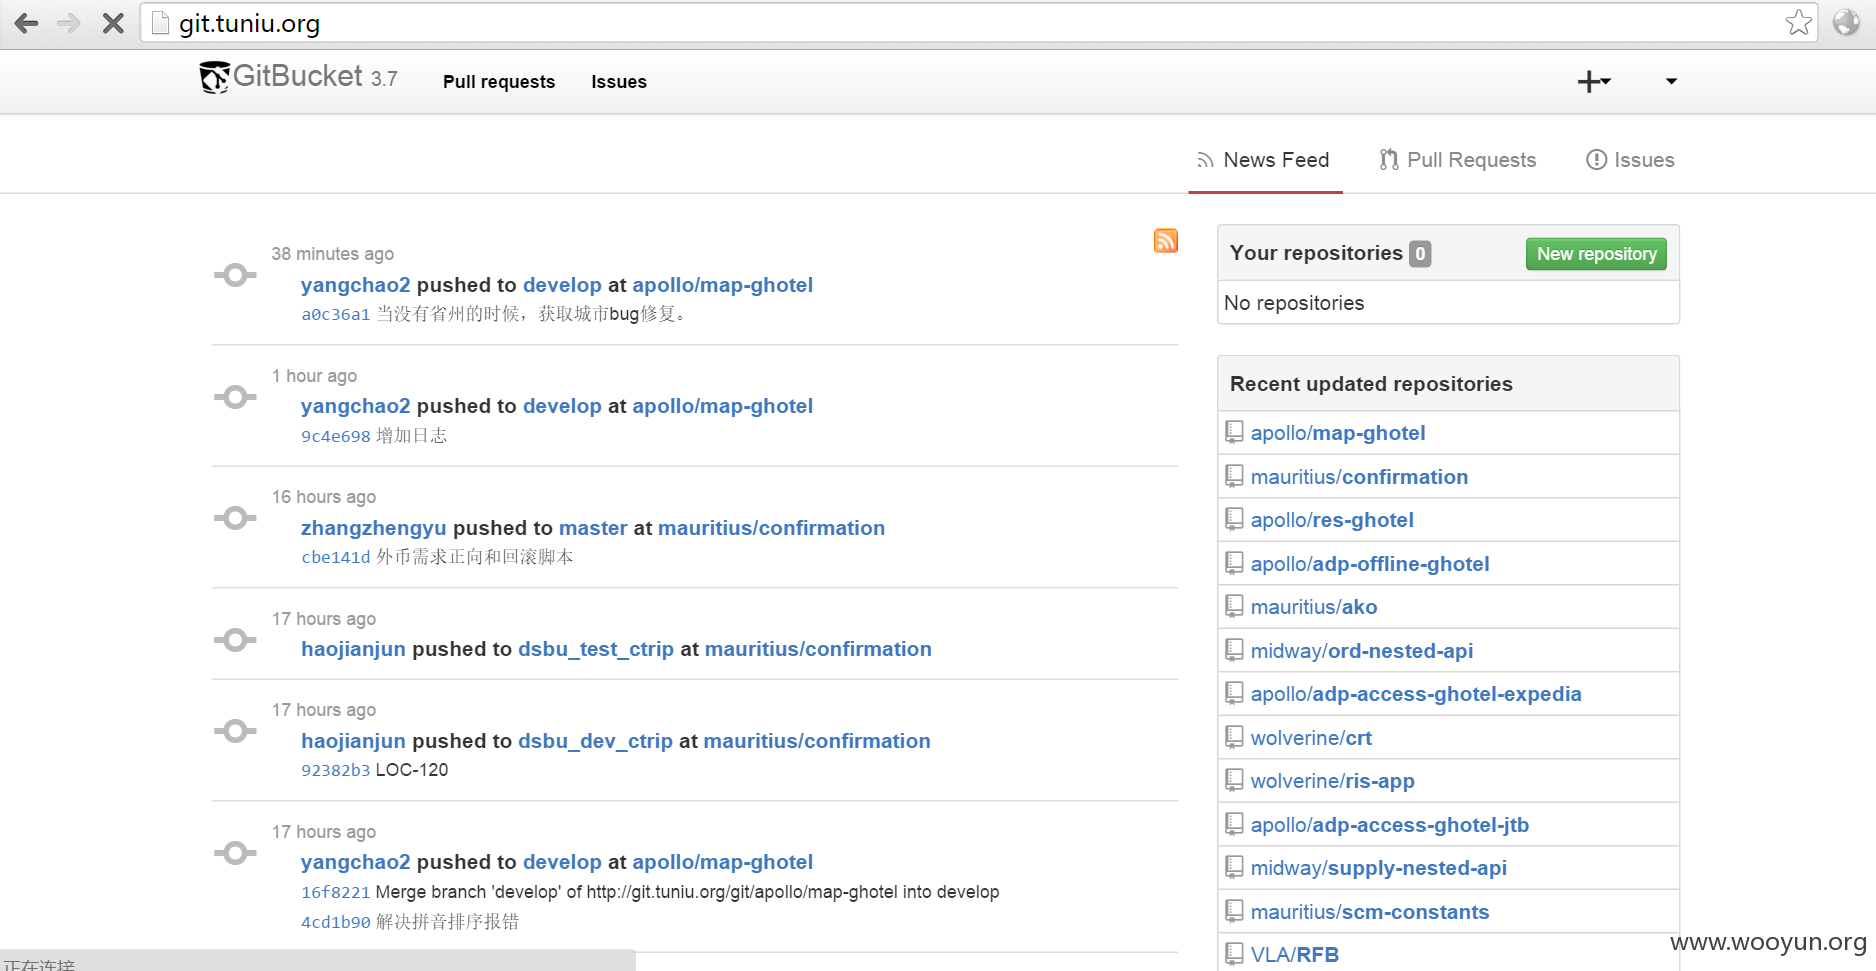 git.tuniu.org
GitBucket 3.7
Pull requests
Issues
News Feed
Pull Requests
Issues
38 minutes ago
yangchao2 pushed to develop at apollo/map-ghotel
a0c36a1 当没有省州的时候，获取城市bug修复。
1 hour ago
yangchao2 pushed to develop at apollo/map-ghotel
9c4e698 增加日志
16 hours ago
zhangzhengyu pushed to master at mauritius/confirmation
cbe141d 外币需求正向和回滚脚本
17 hours ago
haojianjun pushed to dsbu_test_ctrip at mauritius/confirmation
17 hours ago
haojianjun pushed to dsbu_dev_ctrip at mauritius/confirmation
92382b3 LOC-120
17 hours ago
yangchao2 pushed to develop at apollo/map-ghotel
16f8221 Merge branch 'develop' of http://git.tuniu.org/git/apollo/map-ghotel into develop
4cd1b90 解决拼音排序报错
Your repositories 0
New repository
No repositories
Recent updated repositories
apollo/map-ghotel
mauritius/confirmation
apollo/res-ghotel
apollo/adp-offline-ghotel
mauritius/ako
midway/ord-nested-api
apollo/adp-access-ghotel-expedia
wolverine/crt
wolverine/ris-app
apollo/adp-access-ghotel-jtb
midway/supply-nested-api
mauritius/scm-constants
VLA/RFB
www.wooyun.org
正在连接